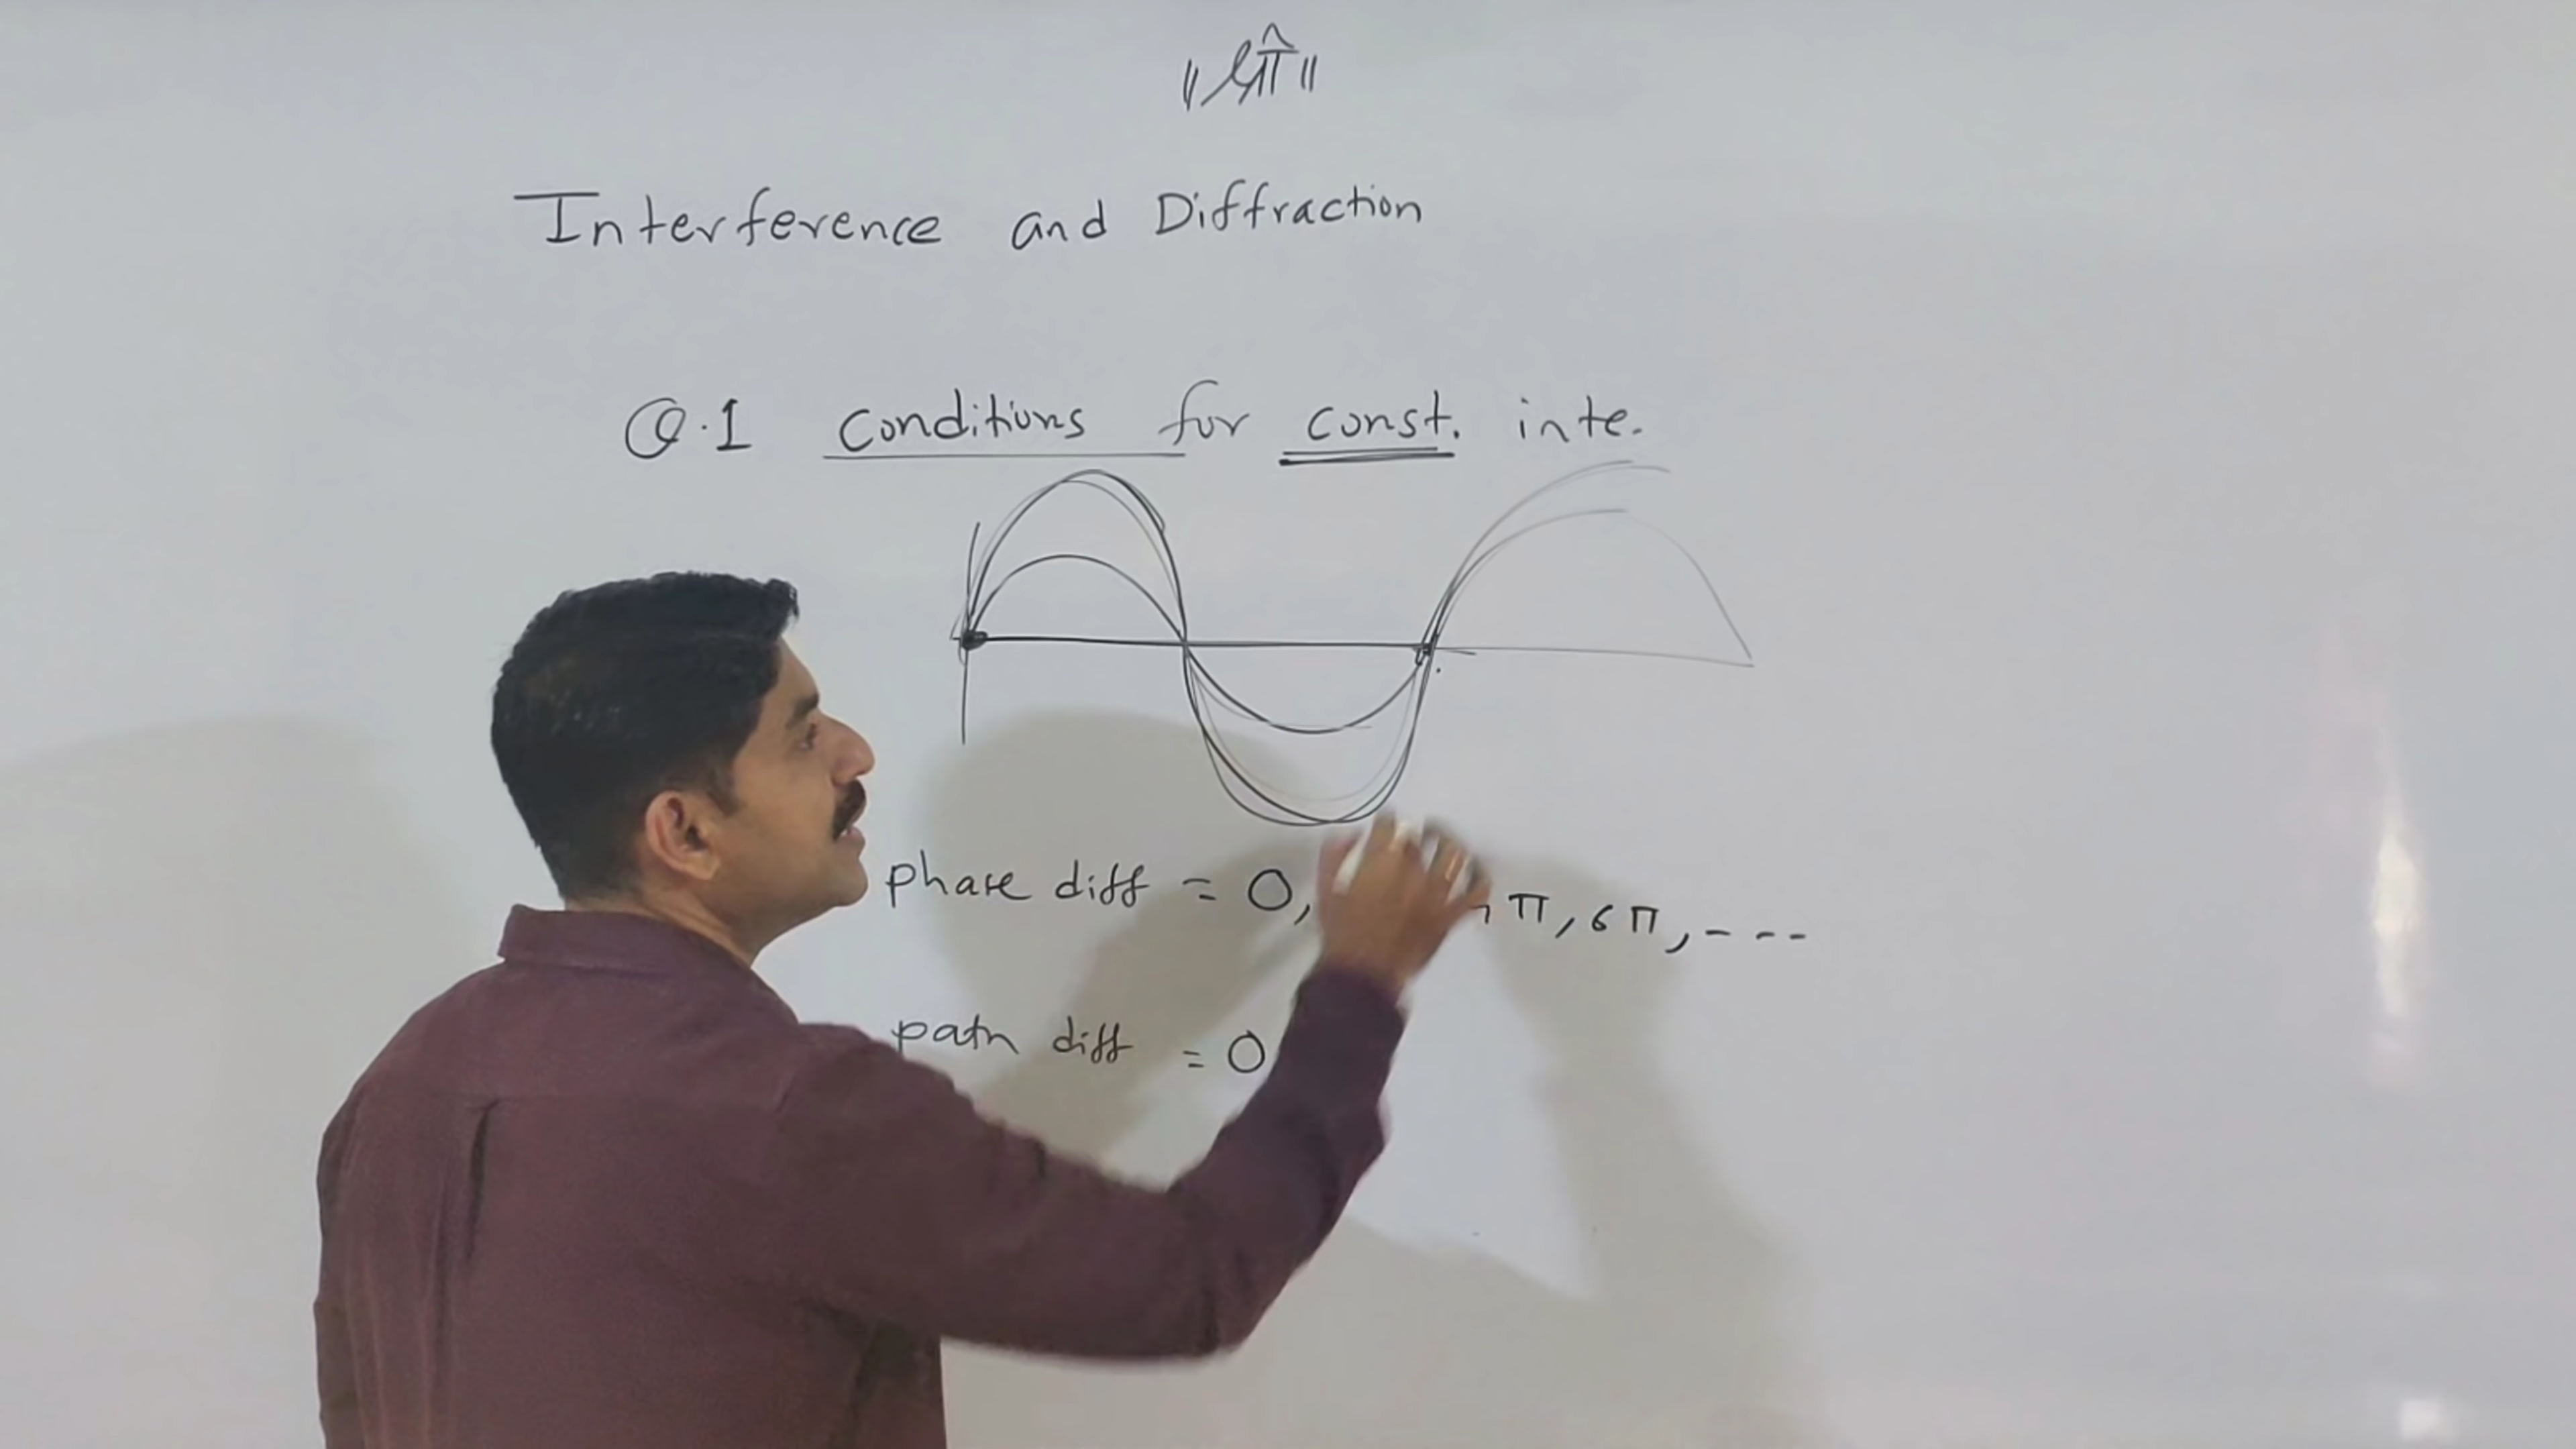 ॥ श्री ॥
Interference and Diffraction
Q.1 Conditions for const. inte.
phase diff = 0, π, 6π, ----
path diff = 0